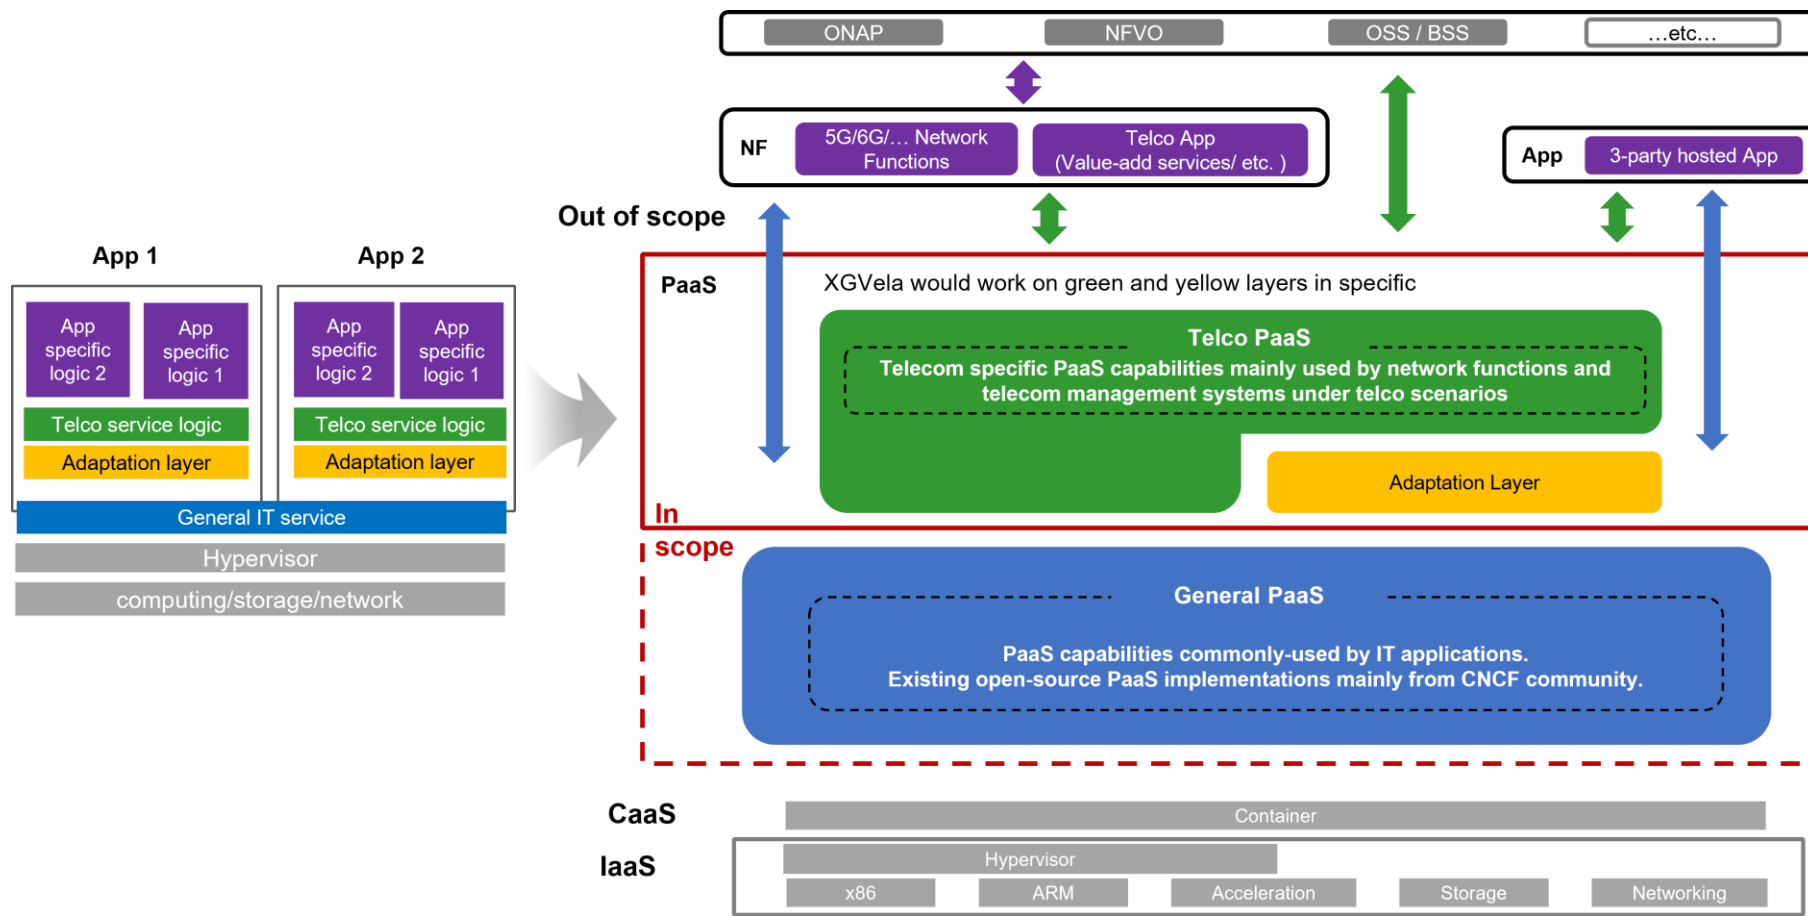 ONAP
NFVO
OSS / BSS
...etc...
NF
5G/6G/... Network
Functions
Telco App
(Value-add services/ etc. )
App
3-party hosted App
Out of scope
App 1
App 2
App
specific
logic 2
App
specific
logic 1
App
specific
logic 2
App
specific
logic 1
Telco service logic
Telco service logic
Adaptation layer
Adaptation layer
General IT service
Hypervisor
computing/storage/network
PaaS
XGVela would work on green and yellow layers in specific
Telco PaaS
Telecom specific PaaS capabilities mainly used by network functions and
telecom management systems under telco scenarios
Adaptation Layer
In
scope
General PaaS
PaaS capabilities commonly-used by IT applications.
Existing open-source PaaS implementations mainly from CNCF community.
CaaS
Container
IaaS
Hypervisor
x86
ARM
Acceleration
Storage
Networking